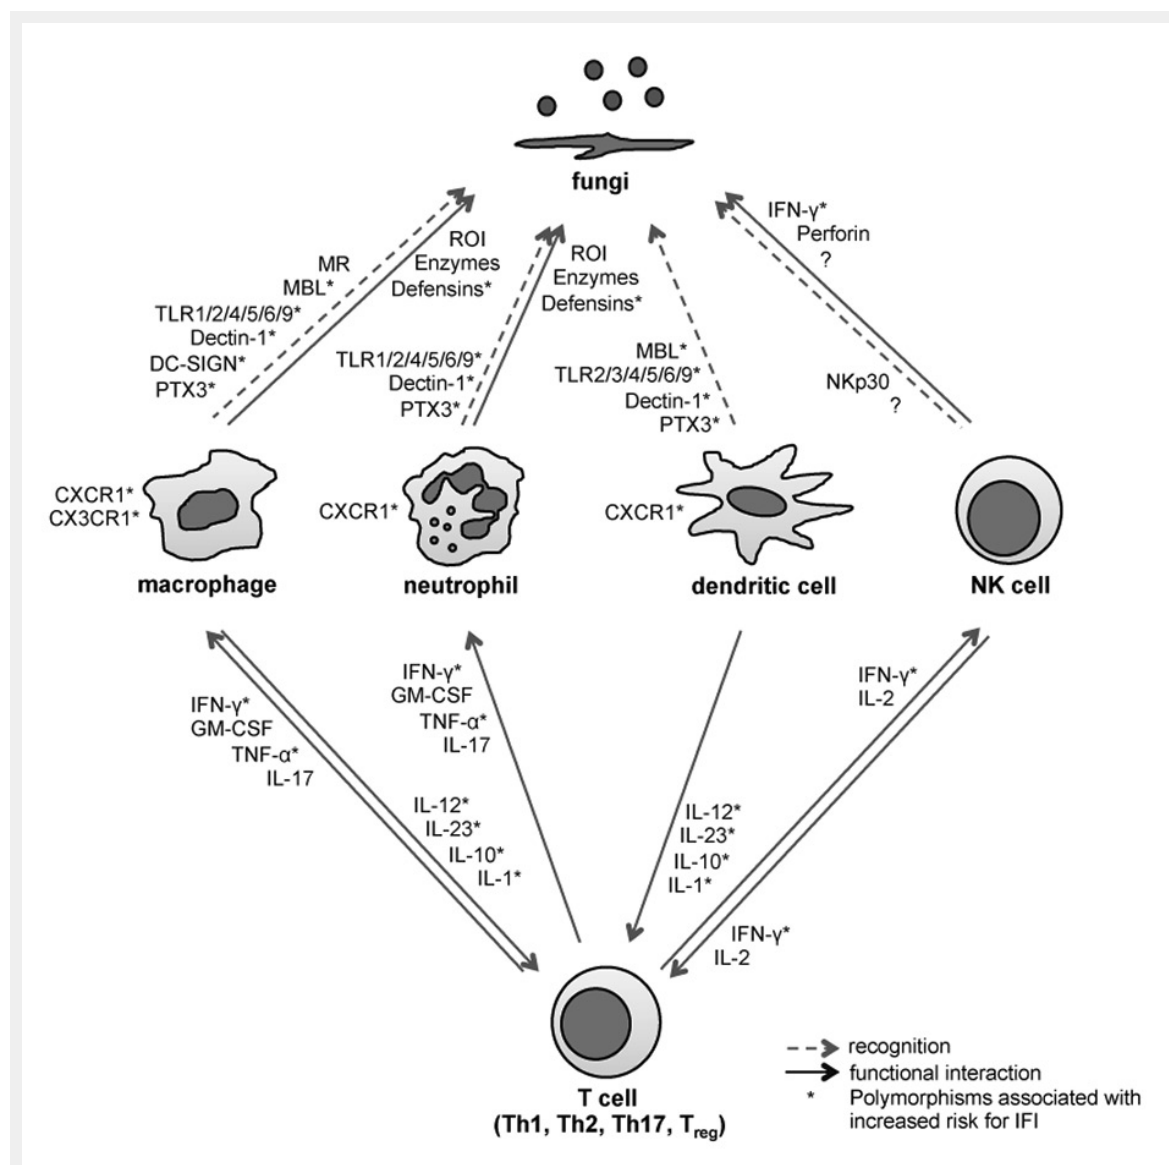 fungi
MR
MBL*
TLR1/2/4/5/6/9*
Dectin-1*
DC-SIGN*
PTX3*
ROI
Enzymes
Defensins*
TLR1/2/4/5/6/9*
Dectin-1*
PTX3*
ROI
Enzymes
Defensins*
MBL*
TLR2/3/4/5/6/9*
Dectin-1*
PTX3*
IFN-γ*
Perforin
?
NKp30
?
CXCR1*
CX3CR1*
macrophage
CXCR1*
neutrophil
CXCR1*
dendritic cell
NK cell
IFN-γ*
GM-CSF
TNF-α*
IL-17
IL-12*
IL-23*
IL-10*
IL-1*
IFN-γ*
GM-CSF
TNF-α*
IL-17
IL-12*
IL-23*
IL-10*
IL-1*
IFN-γ*
IL-2
IFN-γ*
IL-2
T cell
(Th1, Th2, Th17, Treg)
recognition
functional interaction
* Polymorphisms associated with
increased risk for IFI